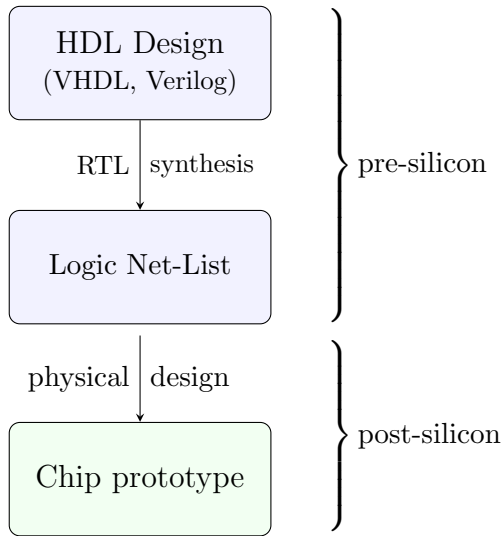 HDL Design
(VHDL, Verilog)
RTL synthesis
pre-silicon
Logic Net-List
physical design
post-silicon
Chip prototype